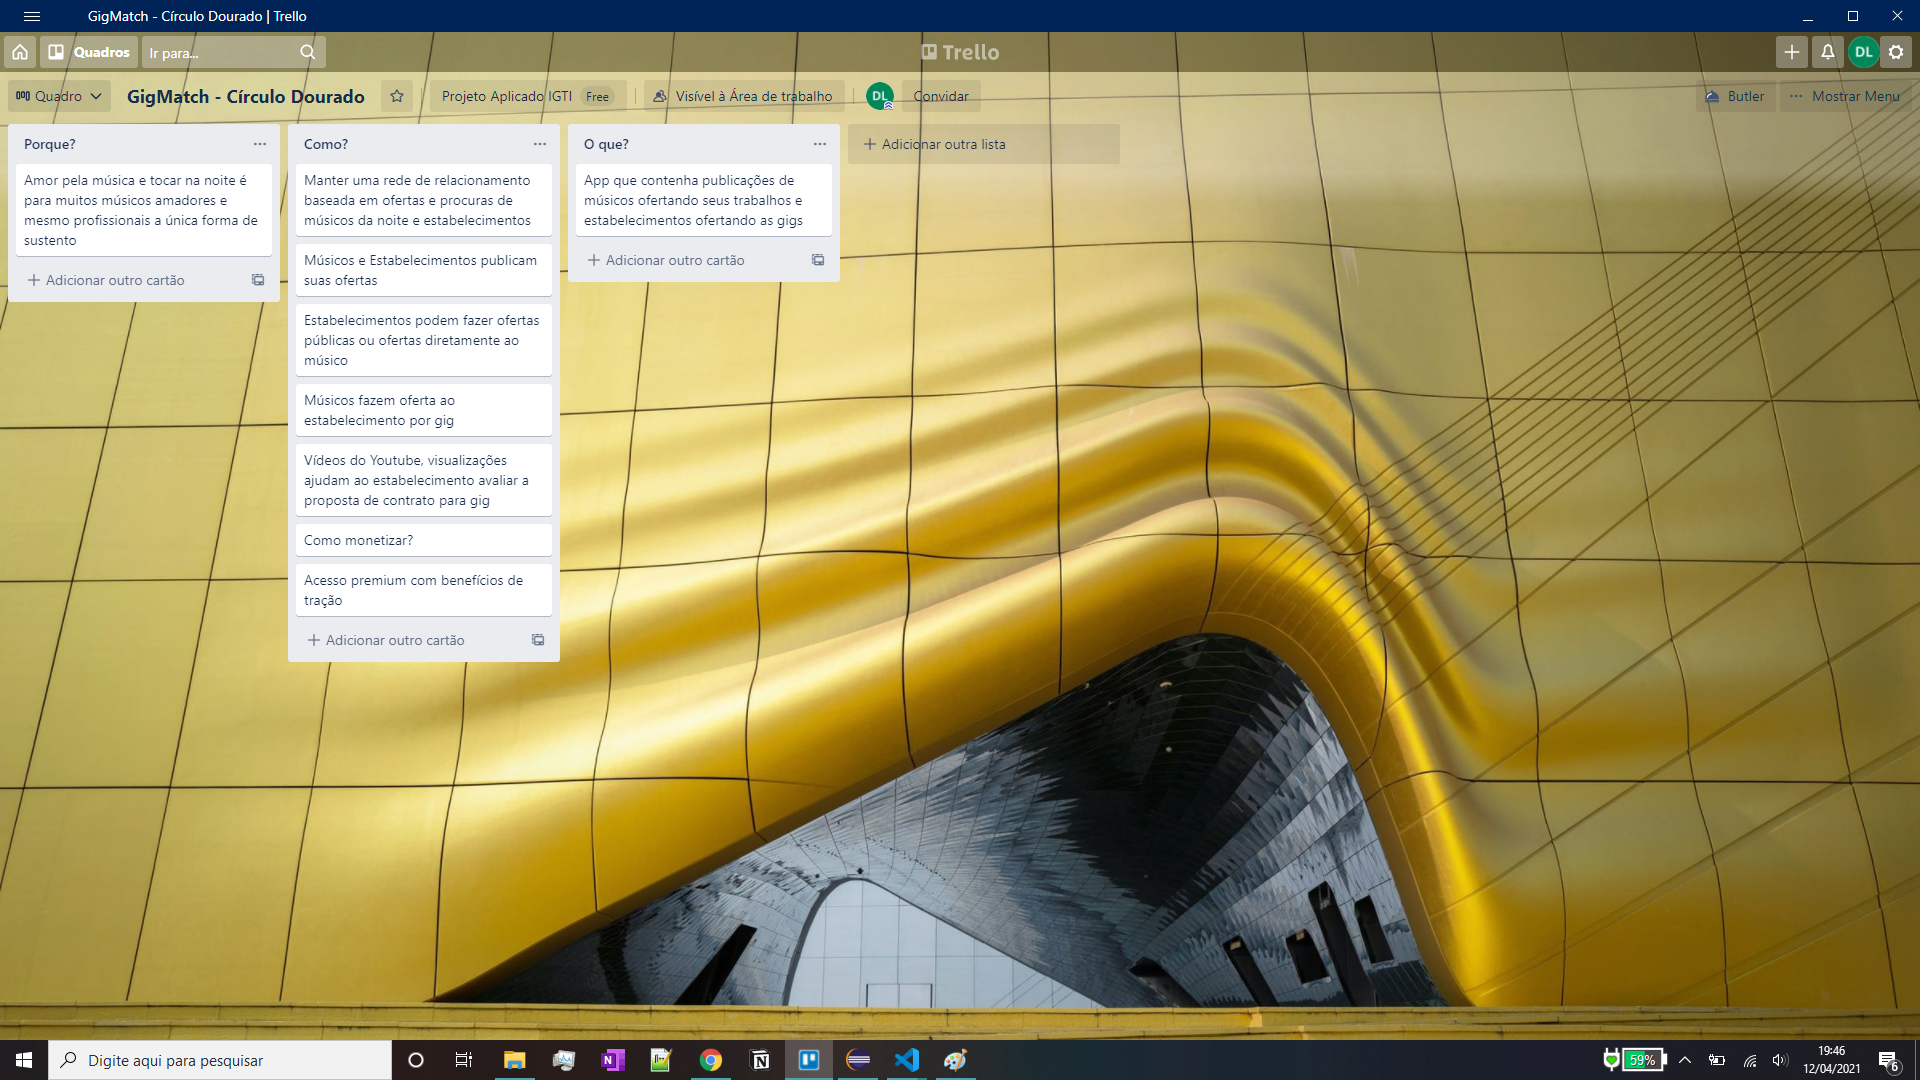 GigMatch - Círculo Dourado | Trello
Quadros
Ir para...
Trello
DL
Quadro
GigMatch - Círculo Dourado
Projeto Aplicado IGTI Free
Visível à Área de trabalho
DL
Convidar
Butler
Mostrar Menu
Porque?
Amor pela música e tocar na noite é
para muitos músicos amadores e
mesmo profissionais a única forma de
sustento
Adicionar outro cartão
Como?
Manter uma rede de relacionamento
baseada em ofertas e procuras de
músicos da noite e estabelecimentos
Músicos e Estabelecimentos publicam
suas ofertas
Estabelecimentos podem fazer ofertas
públicas ou ofertas diretamente ao
músico
Músicos fazem oferta ao
estabelecimento por gig
Vídeos do Youtube, visualizações
ajudam ao estabelecimento avaliar a
proposta de contrato para gig
Como monetizar?
Acesso premium com benefícios de
tração
Adicionar outro cartão
O que?
App que contenha publicações de
músicos ofertando seus trabalhos e
estabelecimentos ofertando as gigs
Adicionar outro cartão
Adicionar outra lista
Digite aqui para pesquisar
59%
19:46
12/04/2021
6